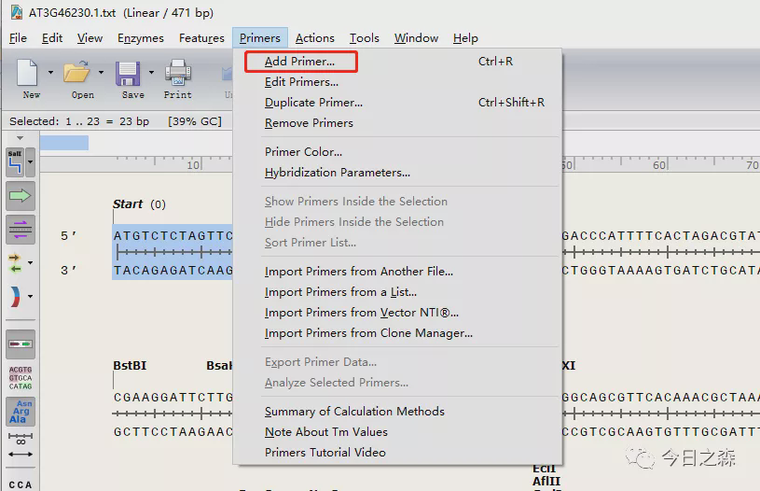 AT3G46230.1.txt (Linear / 471 bp)
File Edit View Enzymes Features Primers Actions Tools Window Help
New Open Save Print
Selected: 1 .. 23 = 23 bp [39% GC]
Add Primer... Ctrl+R
Edit Primers...
Duplicate Primer... Ctrl+Shift+R
Remove Primers
Primer Color...
Hybridization Parameters...
Show Primers Inside the Selection
Hide Primers Inside the Selection
Sort Primer List...
Import Primers from Another File...
Import Primers from a List...
Import Primers from Vector NTI®...
Import Primers from Clone Manager...
Export Primer Data...
Analyze Selected Primers...
Summary of Calculation Methods
Note About Tm Values
Primers Tutorial Video
SalI
10 50 60 70
Start (0)
5′ ATGTCTCTAGTTC GACCCATTTTCACTAGACGTAT
3′ TACAGAGATCAAG CTGGGTAAAAGTGATCTGCATA
BstBI BsaH XI
ACGTG
GTGCA
CATAG
CGAAGGATTCTTG GGCAGCGTTCACAAACGCTAAA
Asn
Arg
Ala
GCTTCCTAAGAAC CCGTCGCAAGTGTTTGCGATTT
今日之森
EciI
AflII
CCA